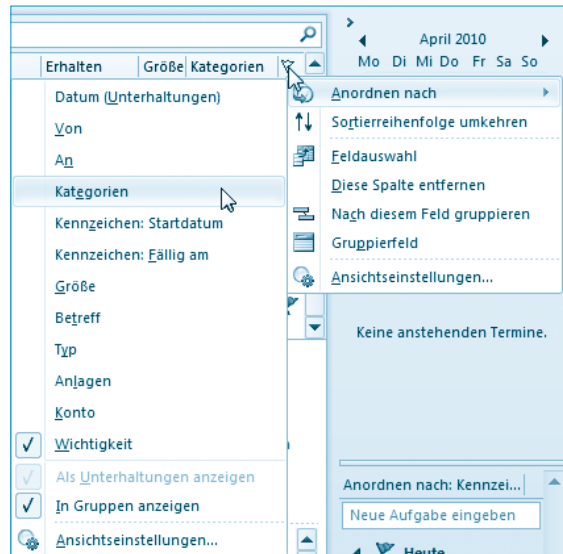 April 2010
Mo Di Mi Do Fr Sa So
Erhalten Größe Kategorien
Anordnen nach
Sortierreihenfolge umkehren
Feldauswahl
Diese Spalte entfernen
Nach diesem Feld gruppieren
Gruppierfeld
Ansichtseinstellungen...
Datum (Unterhaltungen)
Von
An
Kategorien
Kennzeichen: Startdatum
Kennzeichen: Fällig am
Größe
Betreff
Typ
Anlagen
Konto
Wichtigkeit
Als Unterhaltungen anzeigen
In Gruppen anzeigen
Ansichtseinstellungen...
Keine anstehenden Termine.
Anordnen nach: Kennzei...
Neue Aufgabe eingeben
Heute